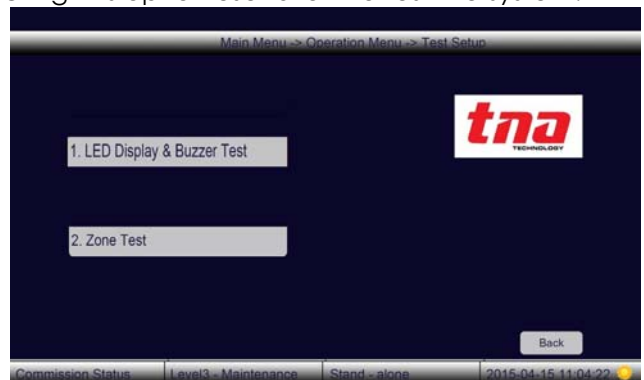 Main Menu -> Operation Menu -> Test Setup
tna
TECHNOLOGY
1. LED Display & Buzzer Test
2. Zone Test
Back
Commission Status Level3 - Maintenance Stand - alone 2015-04-15 11:04:22